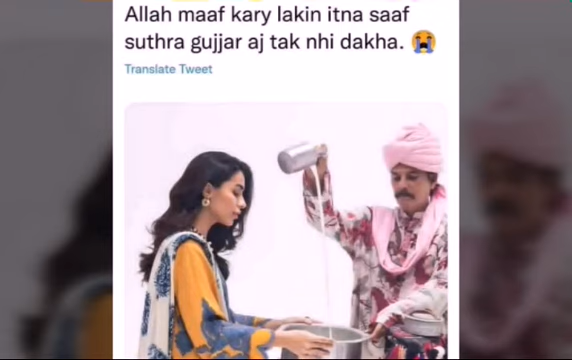 Allah maaf kary lakin itna saaf
suthra gujjar aj tak nhi dakha. 😭
Translate Tweet